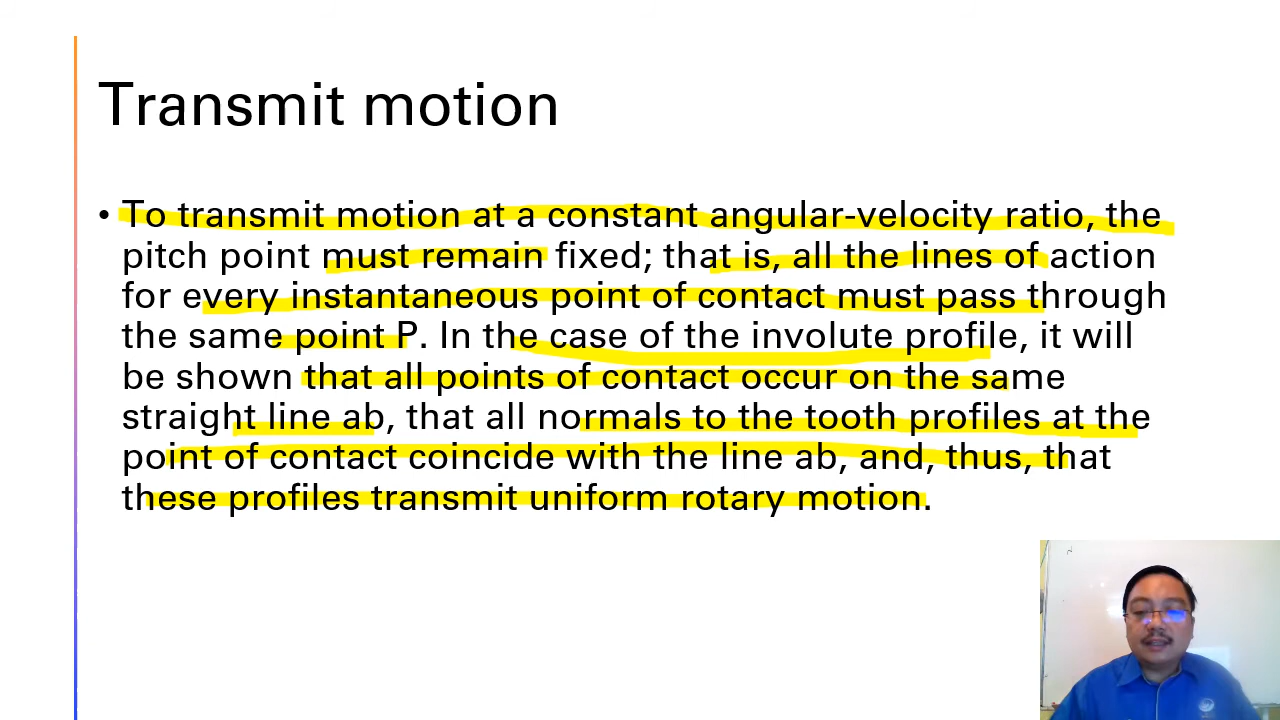 Transmit motion
• To transmit motion at a constant angular-velocity ratio, the
pitch point must remain fixed; that is, all the lines of action
for every instantaneous point of contact must pass through
the same point P. In the case of the involute profile, it will
be shown that all points of contact occur on the same
straight line ab, that all normals to the tooth profiles at the
point of contact coincide with the line ab, and, thus, that
these profiles transmit uniform rotary motion.